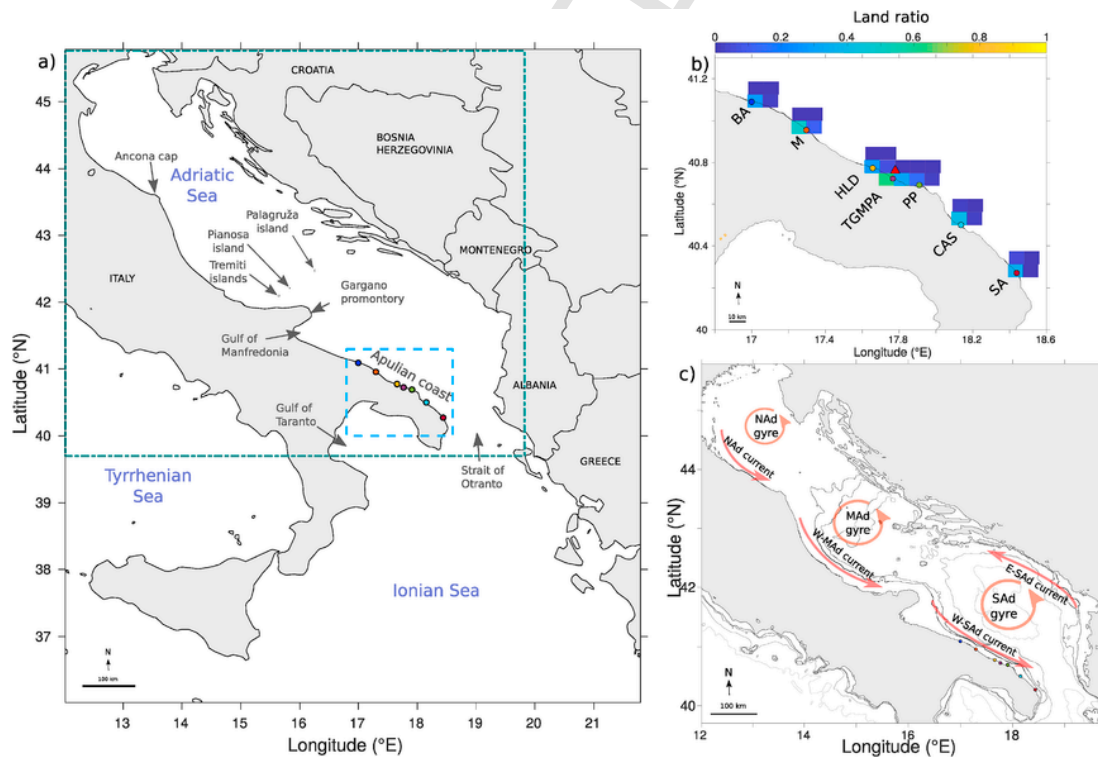 a)
CROATIA
BOSNIA
HERZEGOVINA
MONTENEGRO
ITALY
ALBANIA
GREECE
Ancona cap
Adriatic
Sea
Palagruža
island
Pianosa
island
Tremiti
islands
Gargano
promontory
Gulf of
Manfredonia
Apulian coast
Gulf of
Taranto
Strait of
Otranto
Tyrrhenian
Sea
Ionian Sea
N
100 km
45
44
43
42
41
40
39
38
37
Latitude (°N)
13 14 15 16 17 18 19 20 21
Longitude (°E)
Land ratio
0 0.2 0.4 0.6 0.8 1
b)
41.2
40.8
40.4
40
Latitude (°N)
BA
M
HLD
TGMPA
PP
CAS
SA
N
10 km
17 17.4 17.8 18.2 18.6
Longitude (°E)
c)
NAd
gyre
NAd current
MAd
gyre
W-MAd current
E-SAd current
SAd
gyre
W-SAd current
N
100 km
44
42
40
Latitude (°N)
12 14 16 18
Longitude (°E)